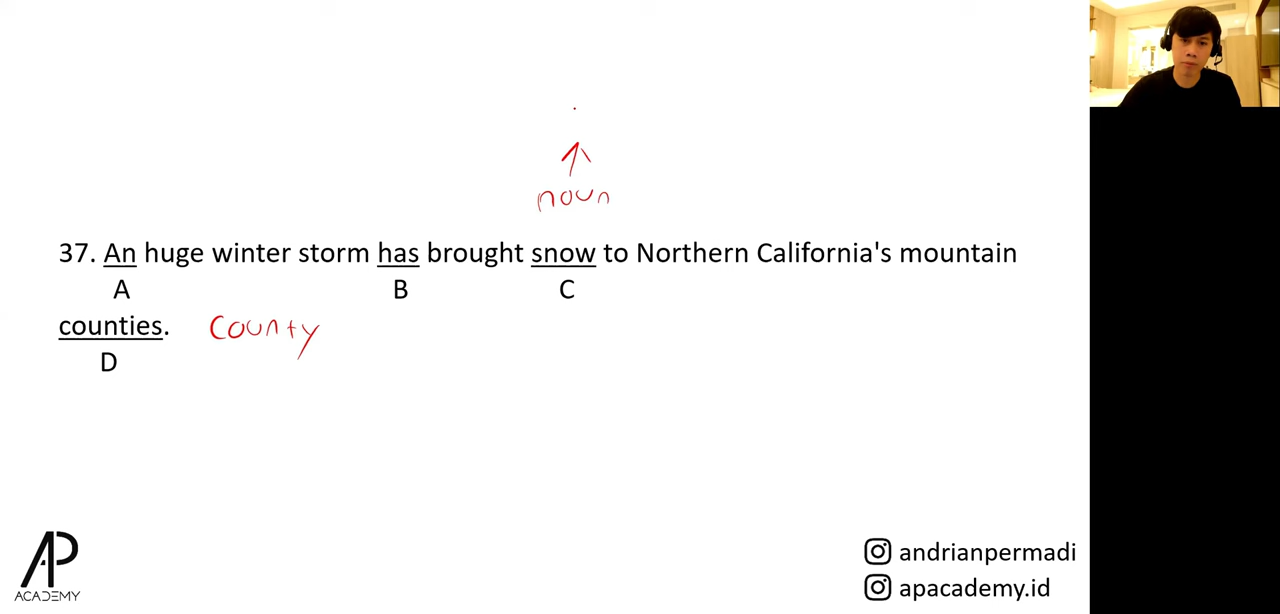 noun
37. An huge winter storm has brought snow to Northern California's mountain
A B C
counties. county
D
AP
ACADEMY
andrianpermadi
apacademy.id